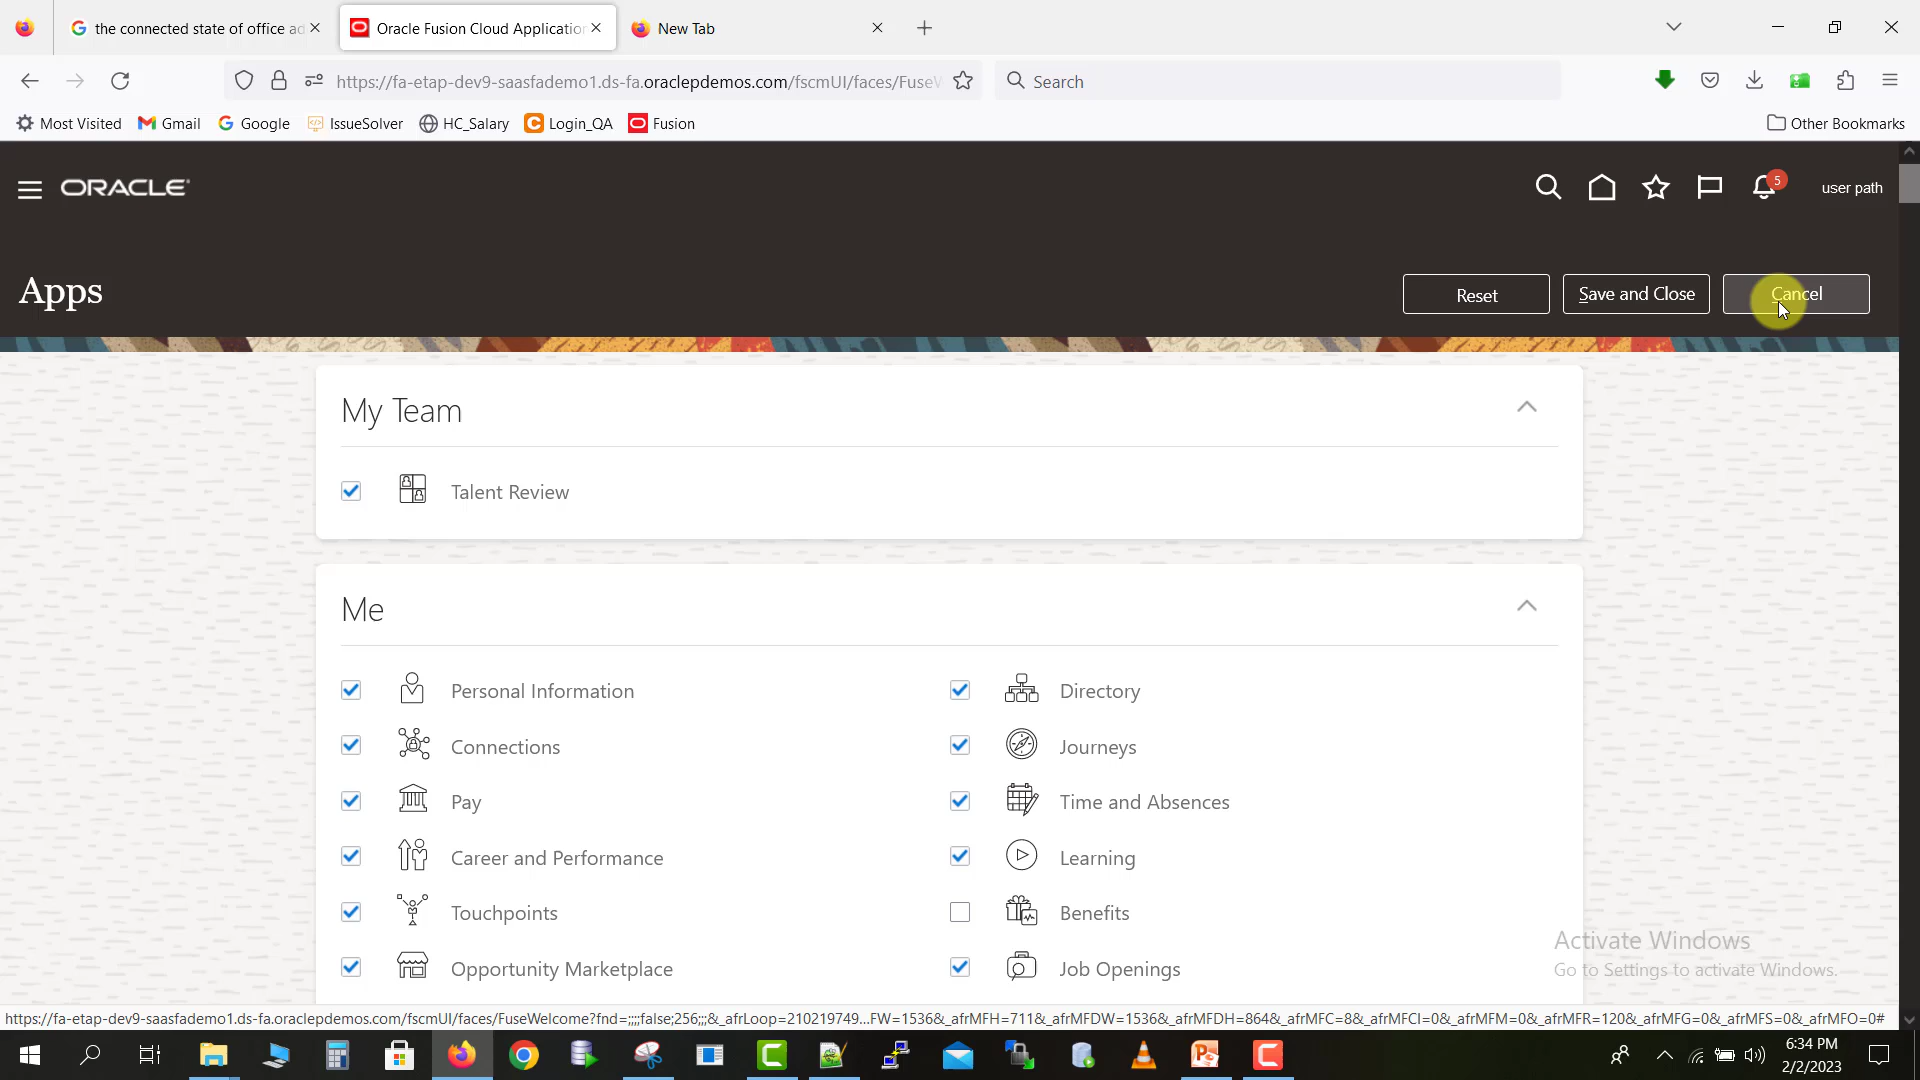 the connected state of office ad
Oracle Fusion Cloud Application
New Tab
https://fa-etap-dev9-saasfademo1.ds-fa.oraclepdemos.com/fscmUI/faces/FuseW
Search
Most Visited
Gmail
Google
IssueSolver
HC_Salary
Login_QA
Fusion
Other Bookmarks
ORACLE
5
user path
Apps
Reset
Save and Close
Cancel
My Team
Talent Review
Me
Personal Information
Directory
Connections
Journeys
Pay
Time and Absences
Career and Performance
Learning
Touchpoints
Benefits
Opportunity Marketplace
Job Openings
Activate Windows
Go to Settings to activate Windows.
https://fa-etap-dev9-saasfademo1.ds-fa.oraclepdemos.com/fscmUI/faces/FuseWelcome?fnd=;;;;false;256;;;&_afrLoop=210219749...FW=1536&_afrMFH=711&_afrMFDW=1536&_afrMFDH=864&_afrMFC=8&_afrMFCI=0&_afrMFM=0&_afrMFR=120&_afrMFG=0&_afrMFS=0&_afrMFO=0#
6:34 PM
2/2/2023